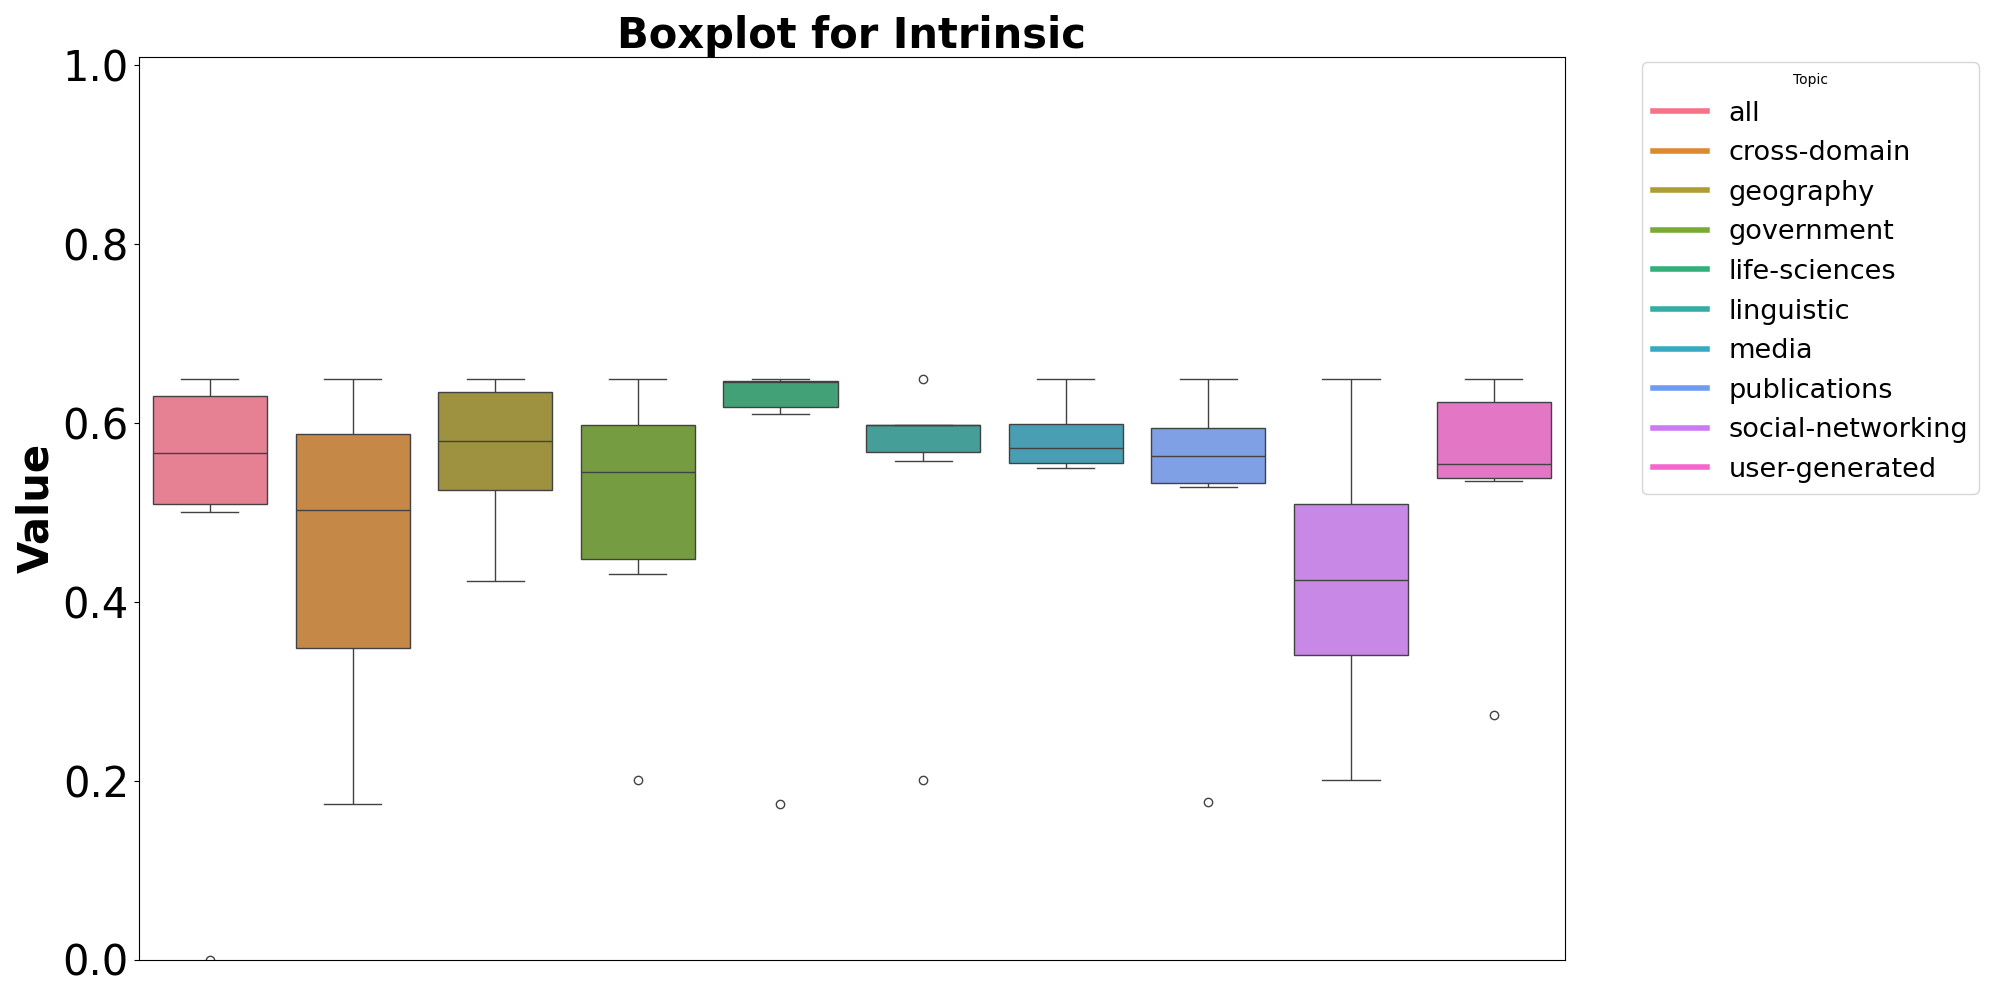 Boxplot for Intrinsic
Value
1.0
0.8
0.6
0.4
0.2
0.0
Topic
all
cross-domain
geography
government
life-sciences
linguistic
media
publications
social-networking
user-generated